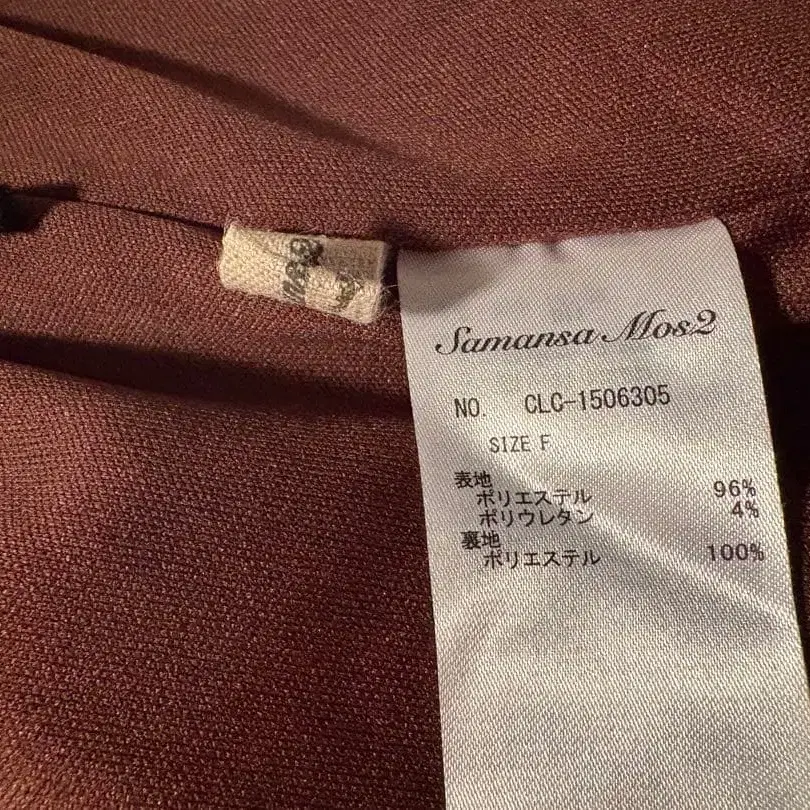 Samansa Mos2
NO. CLC-1506305
SIZE F
表地
ポリエステル 96%
ポリウレタン 4%
裏地
ポリエステル 100%